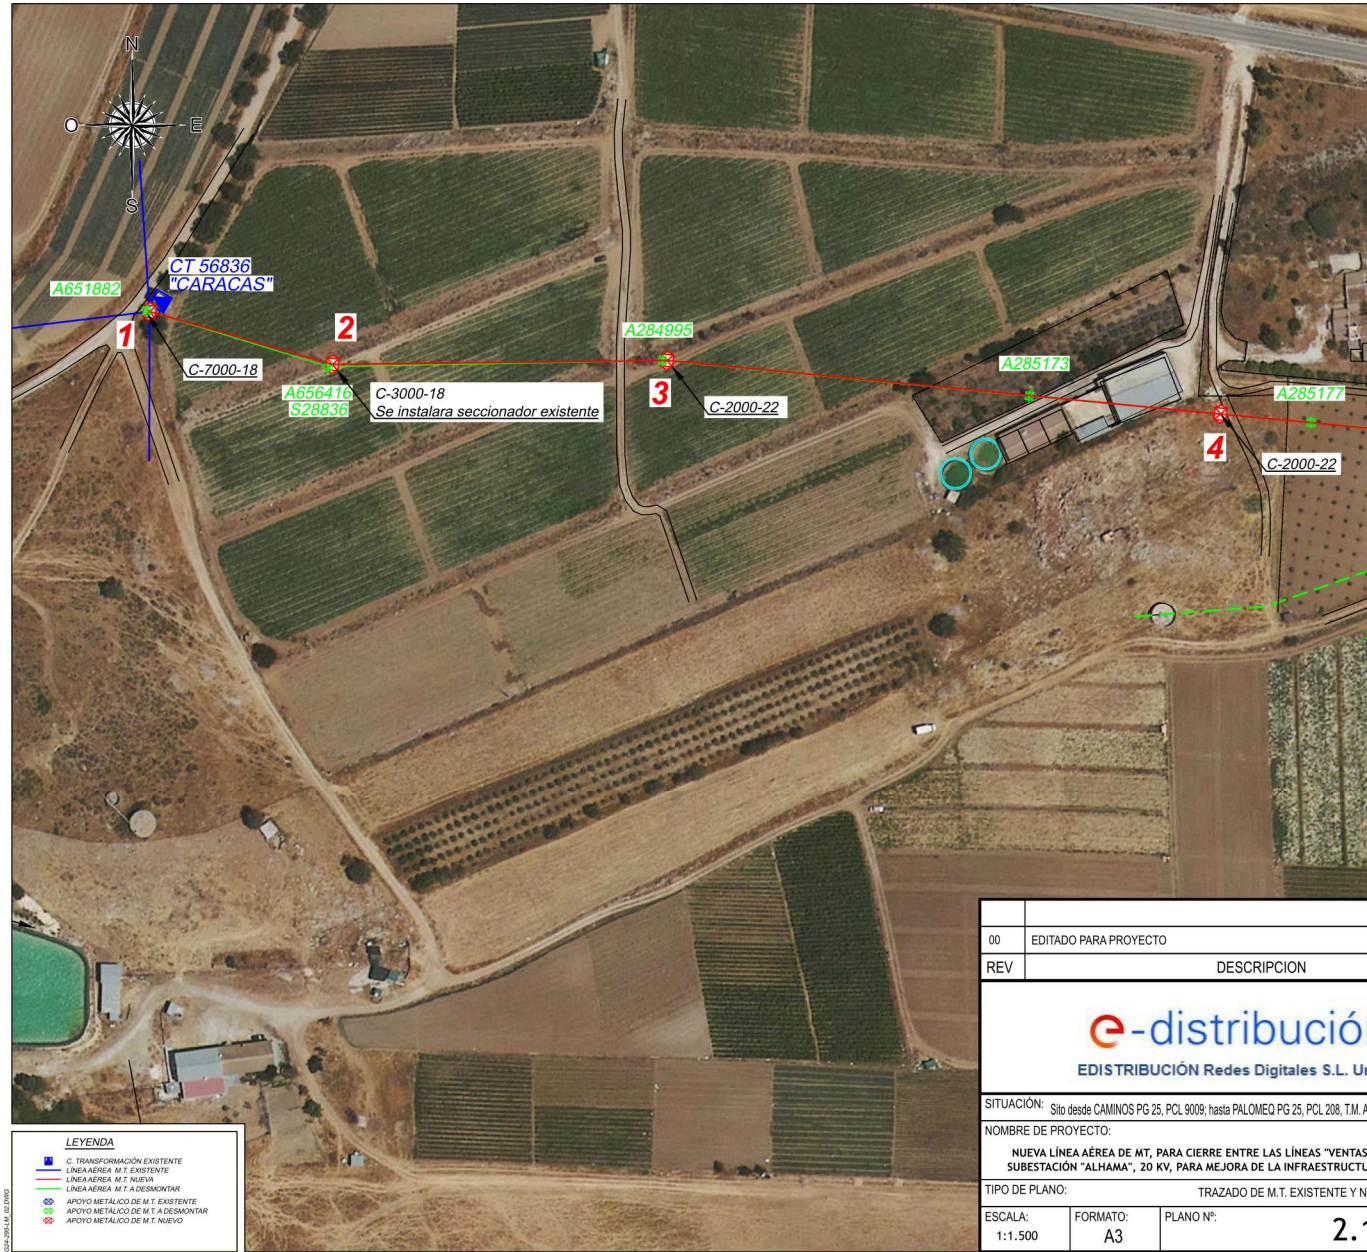 N
O
E
S
CT 56836
"CARACAS"
A651882
1
2
C-7000-18
A656416
S28836
C-3000-18
Se instalara seccionador existente
A284995
3
C-2000-22
A285173
A285177
4
C-2000-22
00 EDITADO PARA PROYECTO
REV DESCRIPCION
e-distribución
EDISTRIBUCIÓN Redes Digitales S.L.
SITUACIÓN: Sito desde CAMINOS PG 25, PCL 9009; hasta PALOMEQ PG 25, PCL 208, T.M.
NOMBRE DE PROYECTO:
NUEVA LÍNEA AÉREA DE MT, PARA CIERRE ENTRE LAS LÍNEAS "VENTAS
SUBESTACIÓN "ALHAMA", 20 KV, PARA MEJORA DE LA INFRAESTRUCTU
TIPO DE PLANO: TRAZADO DE M.T. EXISTENTE Y N
ESCALA: FORMATO: PLANO Nº:
1:1.500 A3 2.1
LEYENDA
C. TRANSFORMACIÓN EXISTENTE
LÍNEA AÉREA M.T. EXISTENTE
LÍNEA AÉREA M.T. NUEVA
LÍNEA AÉREA M.T. A DESMONTAR
APOYO METÁLICO DE M.T. EXISTENTE
APOYO METÁLICO DE M.T. A DESMONTAR
APOYO METÁLICO DE M.T. NUEVO